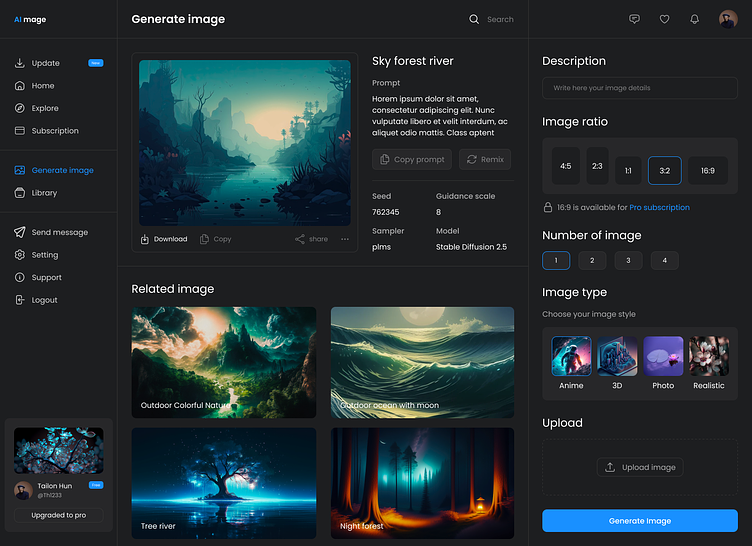 AI mage
Update
New
Home
Explore
Subscription
Generate image
Library
Send message
Setting
Support
Logout
Tailon Hun
Free
@Thl233
Upgraded to pro
Generate image
Search
Download
Copy
share
Sky forest river
Prompt
Horem ipsum dolor sit amet,
consectetur adipiscing elit. Nunc
vulputate libero et velit interdum, ac
aliquet odio mattis. Class aptent
Copy prompt
Remix
Seed
Guidance scale
762345
8
Sampler
Model
plms
Stable Diffusion 2.5
Related image
Outdoor Colorful Nature
Outdoor ocean with moon
Tree river
Night forest
Description
Write here your image details
Image ratio
4:5
2:3
1:1
3:2
16:9
16:9 is available for Pro subscription
Number of image
1
2
3
4
Image type
Choose your image style
Anime
3D
Photo
Realistic
Upload
Upload image
Generate Image